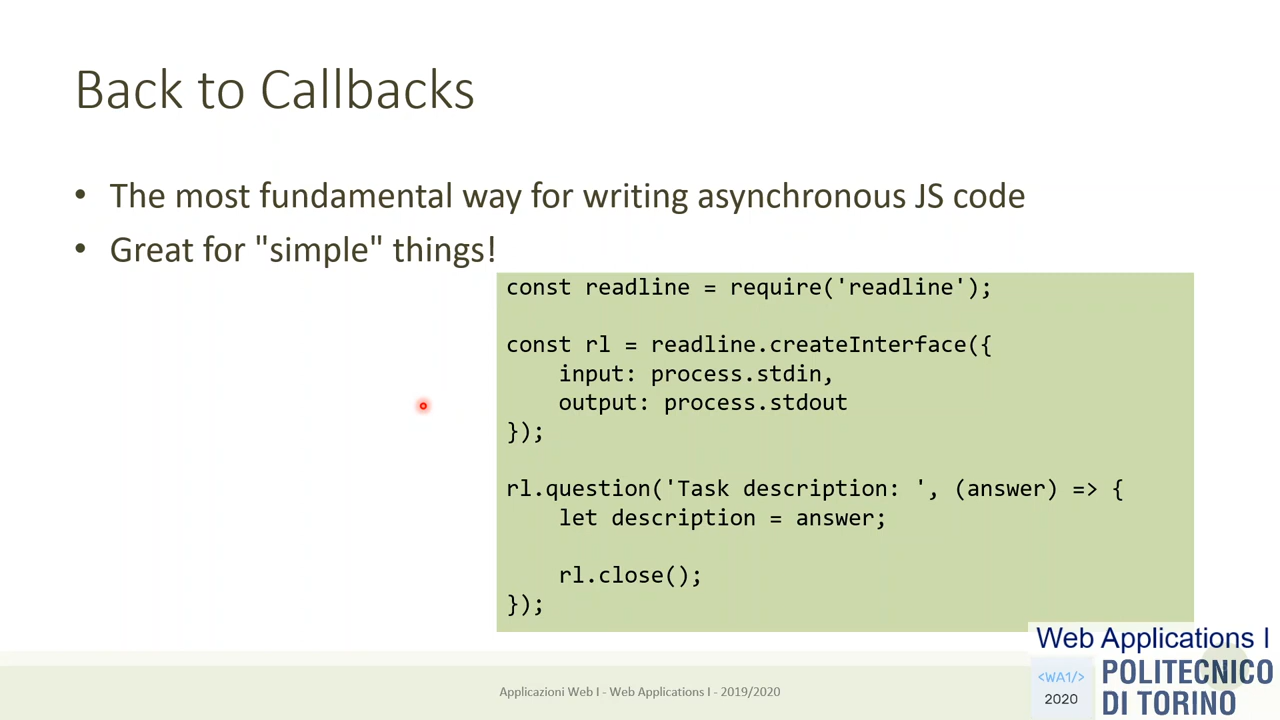 Back to Callbacks
• The most fundamental way for writing asynchronous JS code
• Great for "simple" things!
const readline = require('readline');
const rl = readline.createInterface({
    input: process.stdin,
    output: process.stdout
});
rl.question('Task description: ', (answer) => {
    let description = answer;
    rl.close();
});
Applicazioni Web I - Web Applications I - 2019/2020
Web Applications I
<WA1/>
2020
POLITECNICO
DI TORINO